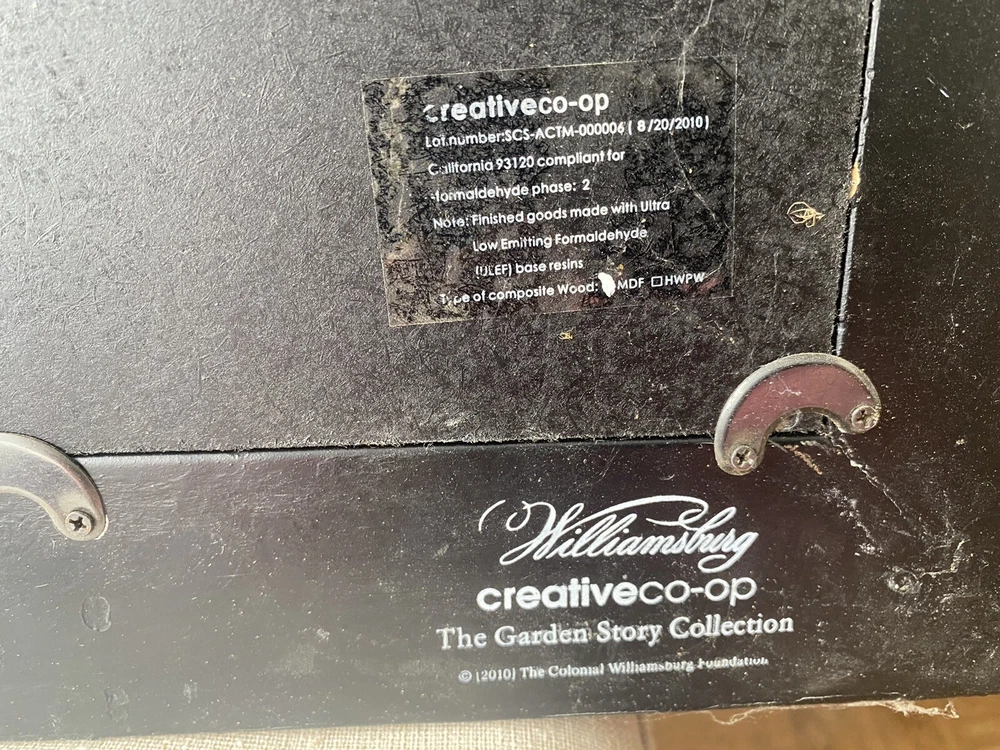 creativeco-op
Lot number:SCS-ACTM-000006 ( 8/20/2010)
California 93120 compliant for
formaldehyde phase: 2
Note: Finished goods made with Ultra
Low Emitting Formaldehyde
(ULEF) base resins
Type of composite Wood: MDF ☐HWPW
Williamsburg
creativeco-op
The Garden Story Collection
© [2010] The Colonial Williamsburg Foundation